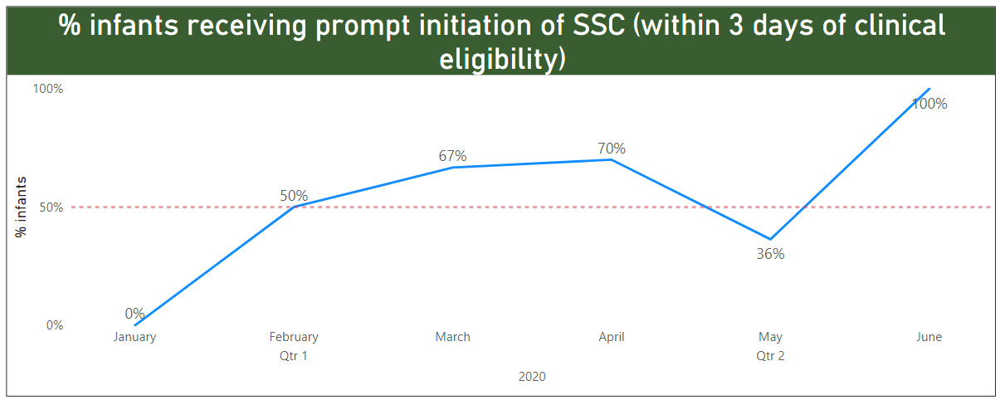 % infants receiving prompt initiation of SSC (within 3 days of clinical
eligibility)
100%
50%
0%
% infants
0%
50%
67%
70%
36%
100%
January February March April May June
Qtr 1 Qtr 2
2020